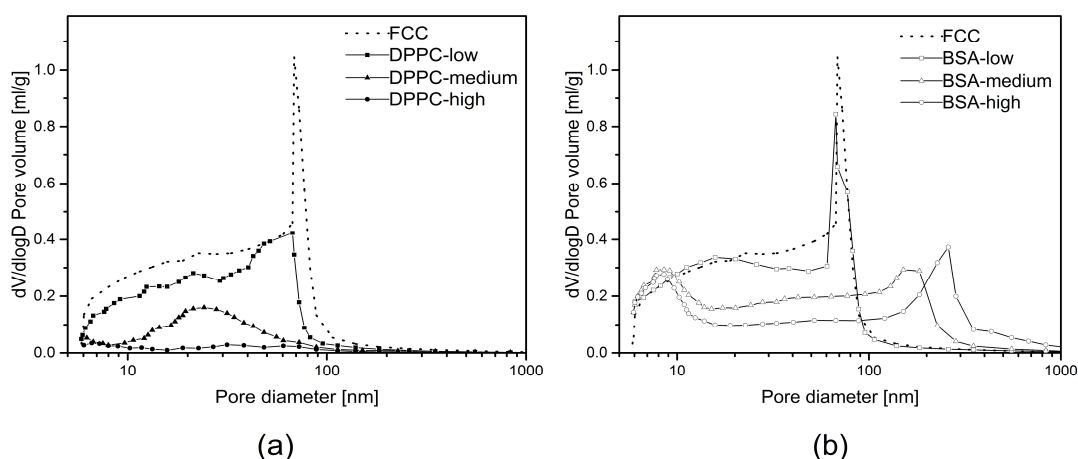 FCC
DPPC-low
DPPC-medium
DPPC-high
1.0
0.8
0.6
0.4
0.2
0.0
dV/dlogD Pore volume [ml/g]
10
100
1000
Pore diameter [nm]
(a)
FCC
BSA-low
BSA-medium
BSA-high
1.0
0.8
0.6
0.4
0.2
0.0
dV/dlogD Pore volume [ml/g]
10
100
1000
Pore diameter [nm]
(b)